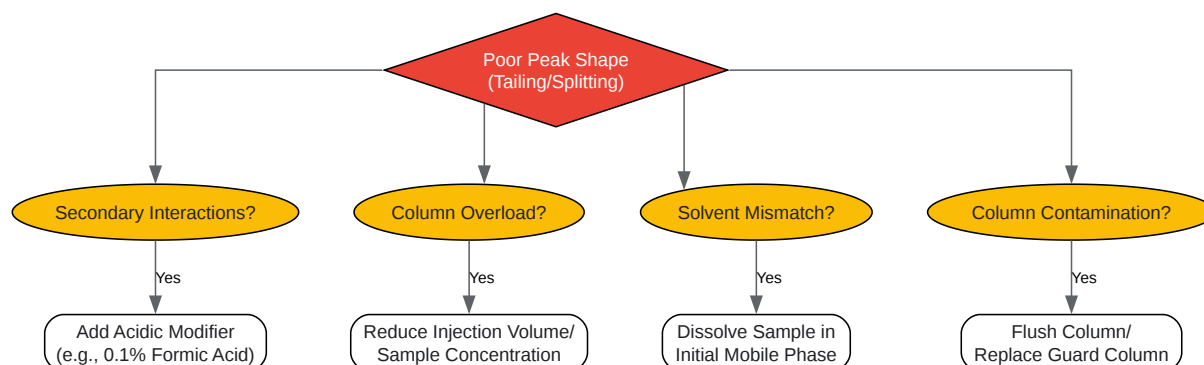 Poor Peak Shape
(Tailing/Splitting)
Secondary Interactions?
Column Overload?
Solvent Mismatch?
Column Contamination?
Yes
Yes
Yes
Yes
Add Acidic Modifier
(e.g., 0.1% Formic Acid)
Reduce Injection Volume/
Sample Concentration
Dissolve Sample in
Initial Mobile Phase
Flush Column/
Replace Guard Column